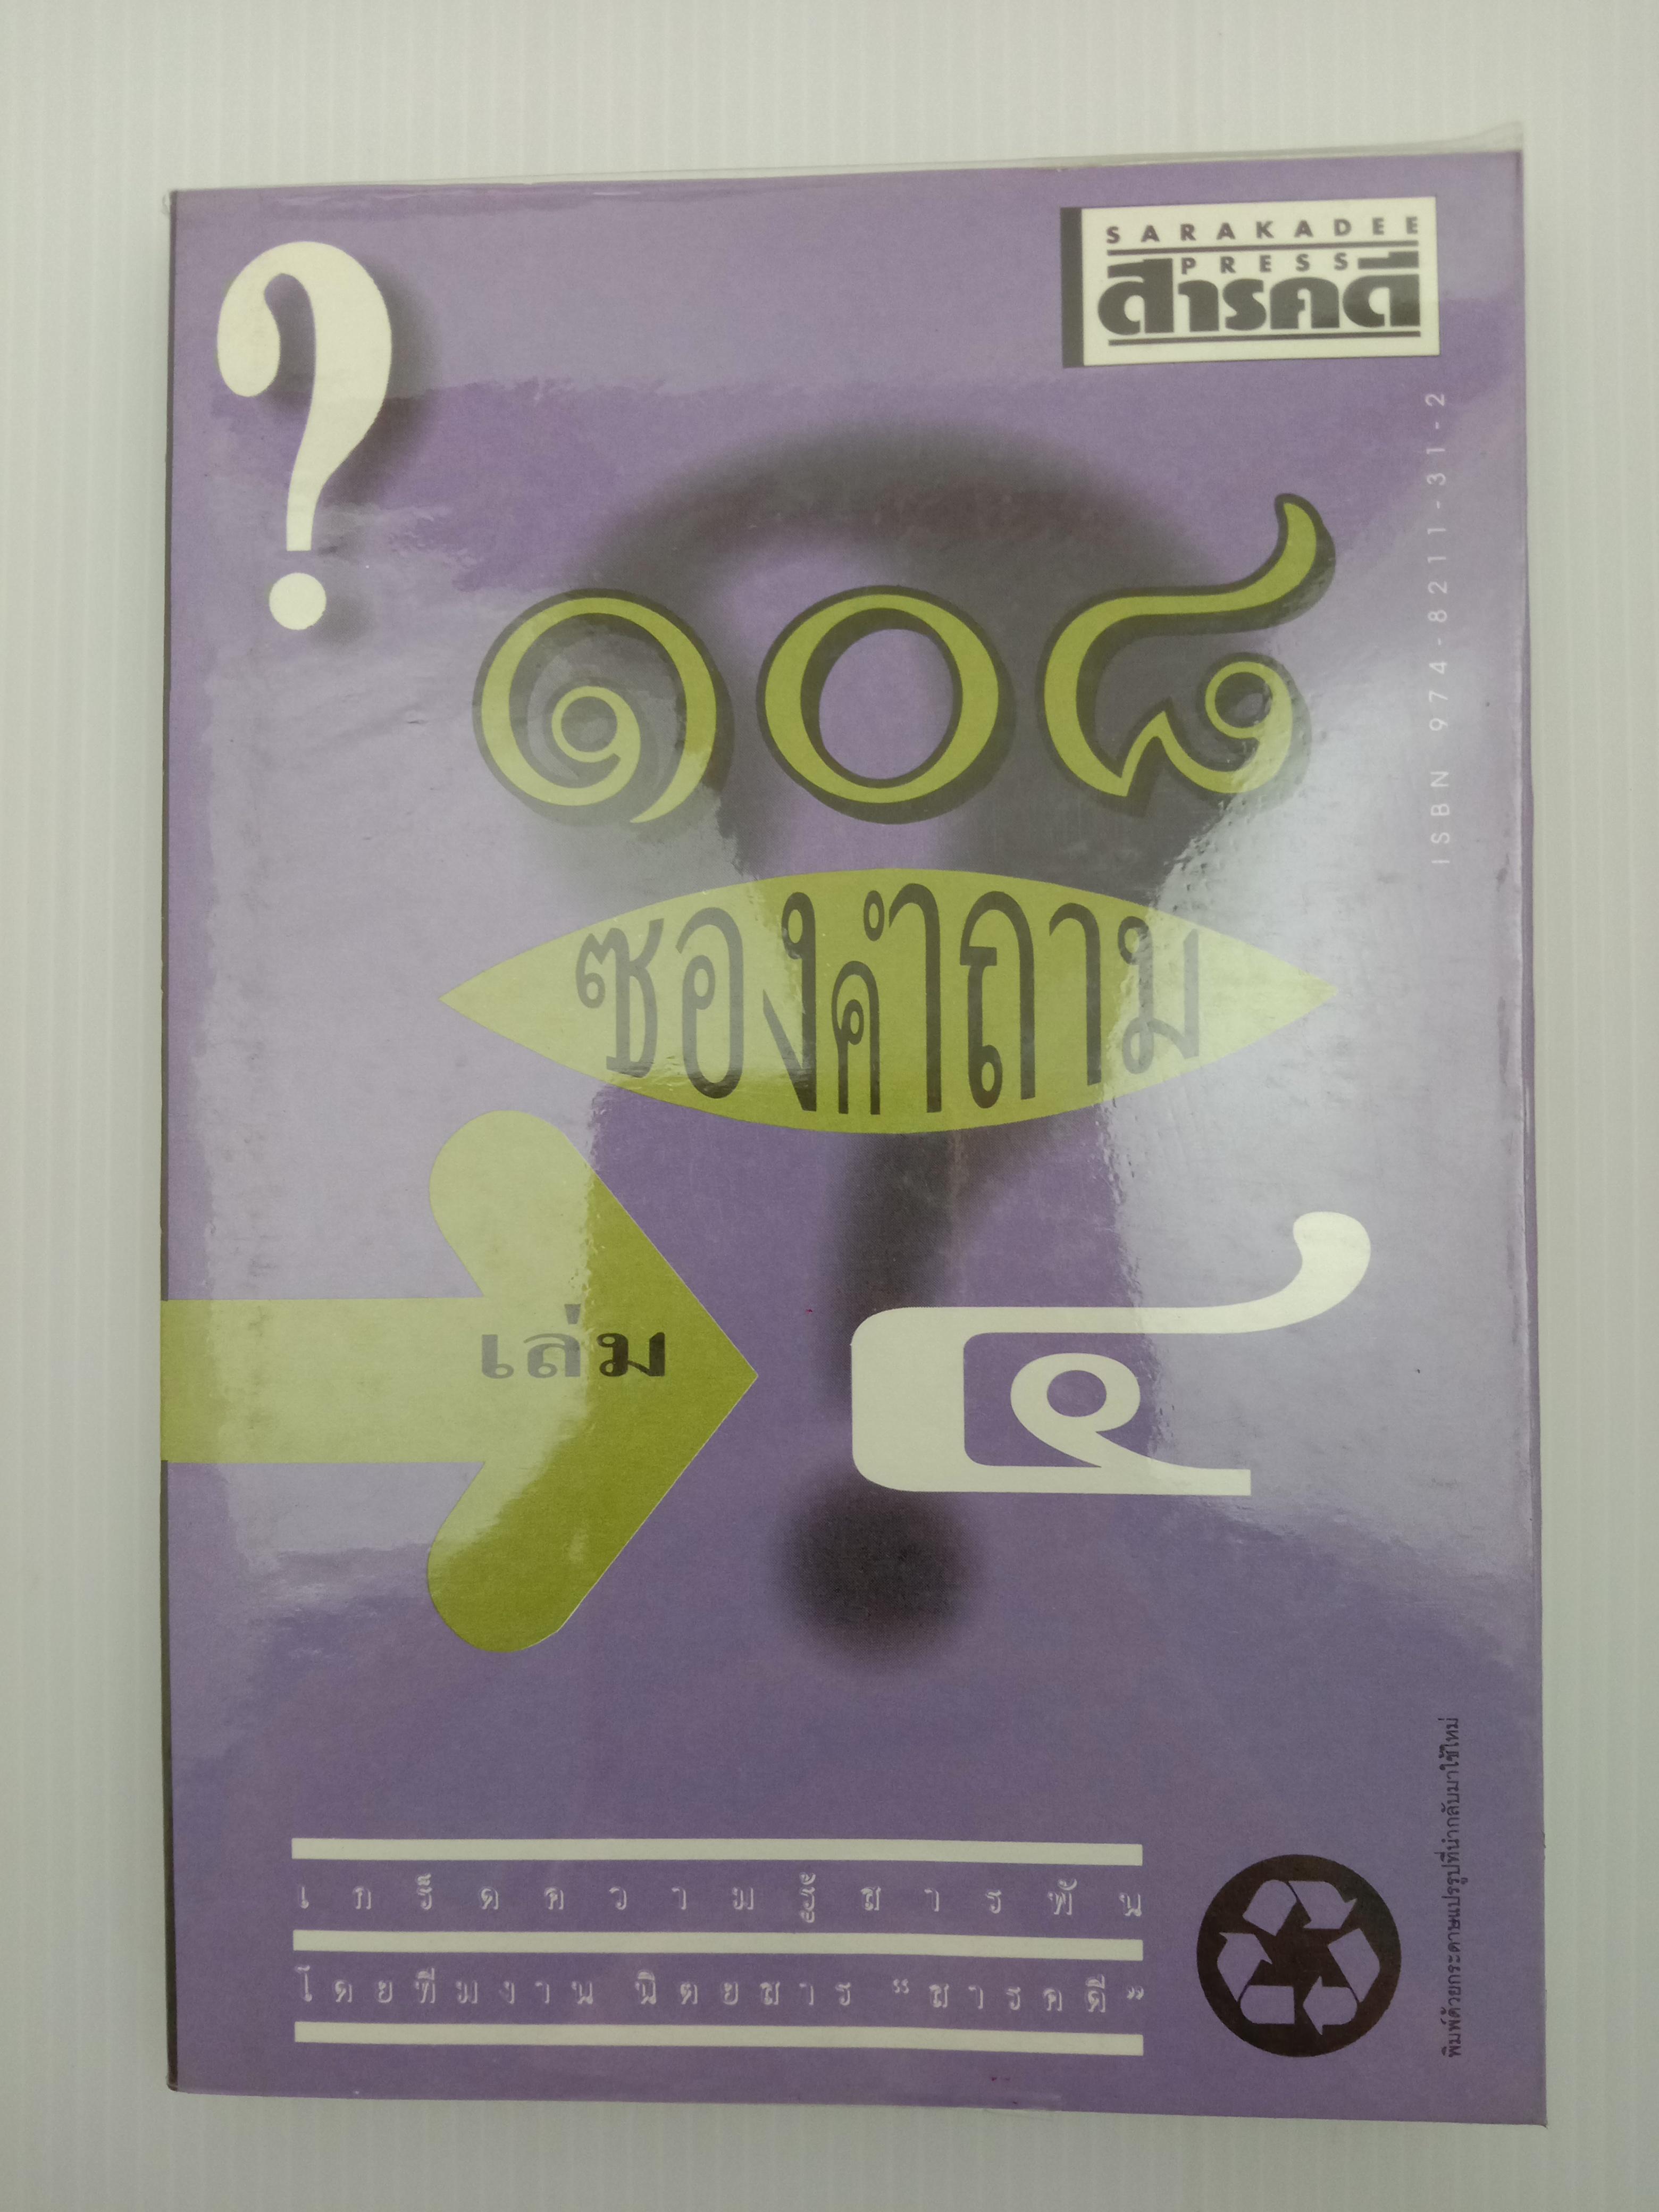 SARAKADEE
PRESS
สารคดี
ISBN 974-8211-31-2
?
๑๐๘
ซองคำถาม
เล่ม
๔
เกร็ดความรู้สารพัน
โดยทีมงาน นิตยสาร "สารคดี"
พิมพ์ด้วยกระดาษแปรรูปที่นำกลับมาใช้ใหม่